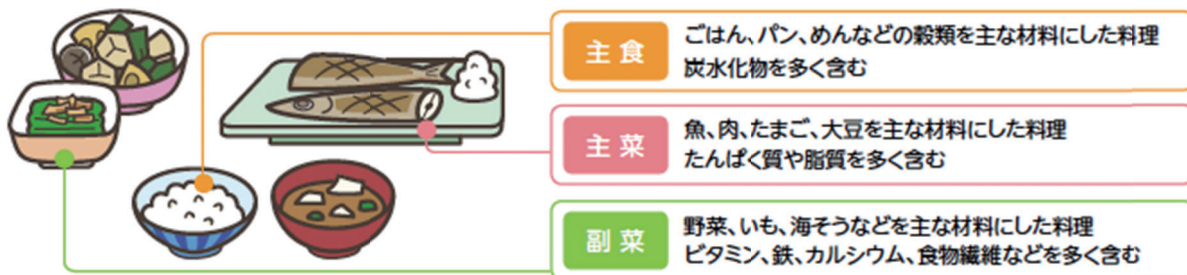 主食
ごはん、パン、めんなどの穀類を主な材料にした料理
炭水化物を多く含む
主菜
魚、肉、たまご、大豆を主な材料にした料理
たんぱく質や脂質を多く含む
副菜
野菜、いも、海そうなどを主な材料にした料理
ビタミン、鉄、カルシウム、食物繊維などを多く含む